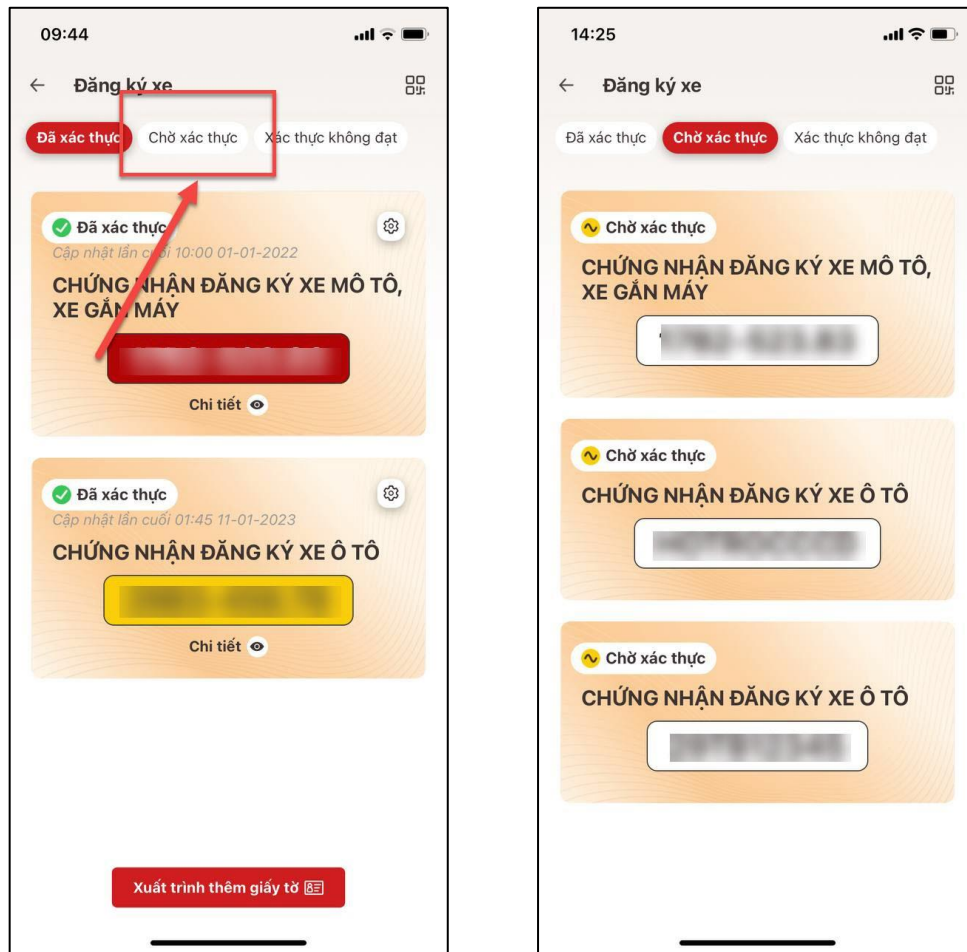 09:44
Đăng ký xe
Đã xác thực
Chờ xác thực
Xác thực không đạt
Đã xác thực
Cập nhật lần cuối 10:00 01-01-2022
CHỨNG NHẬN ĐĂNG KÝ XE MÔ TÔ,
XE GẮN MÁY
Chi tiết
Đã xác thực
Cập nhật lần cuối 01:45 11-01-2023
CHỨNG NHẬN ĐĂNG KÝ XE Ô TÔ
Chi tiết
Xuất trình thêm giấy tờ
14:25
Đăng ký xe
Đã xác thực
Chờ xác thực
Xác thực không đạt
Chờ xác thực
CHỨNG NHẬN ĐĂNG KÝ XE MÔ TÔ,
XE GẮN MÁY
Chờ xác thực
CHỨNG NHẬN ĐĂNG KÝ XE Ô TÔ
Chờ xác thực
CHỨNG NHẬN ĐĂNG KÝ XE Ô TÔ